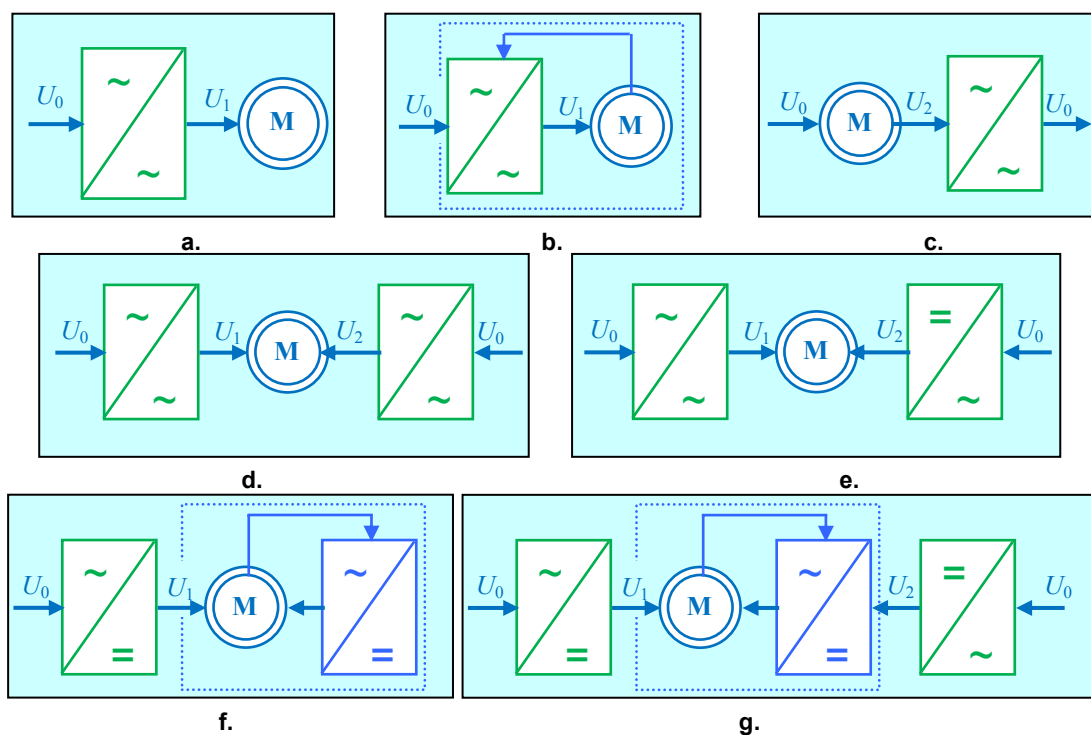 U0 ~ ~ U1 M
U0 ~ ~ U1 M
U0 M U2 ~ ~ U0
a.
b.
c.
U0 ~ ~ U1 M U2 ~ ~ U0
U0 ~ ~ U1 M U2 = ~ U0
d.
e.
U0 ~ = U1 M ~ =
U0 ~ = U1 M ~ = U2 = ~ U0
f.
g.